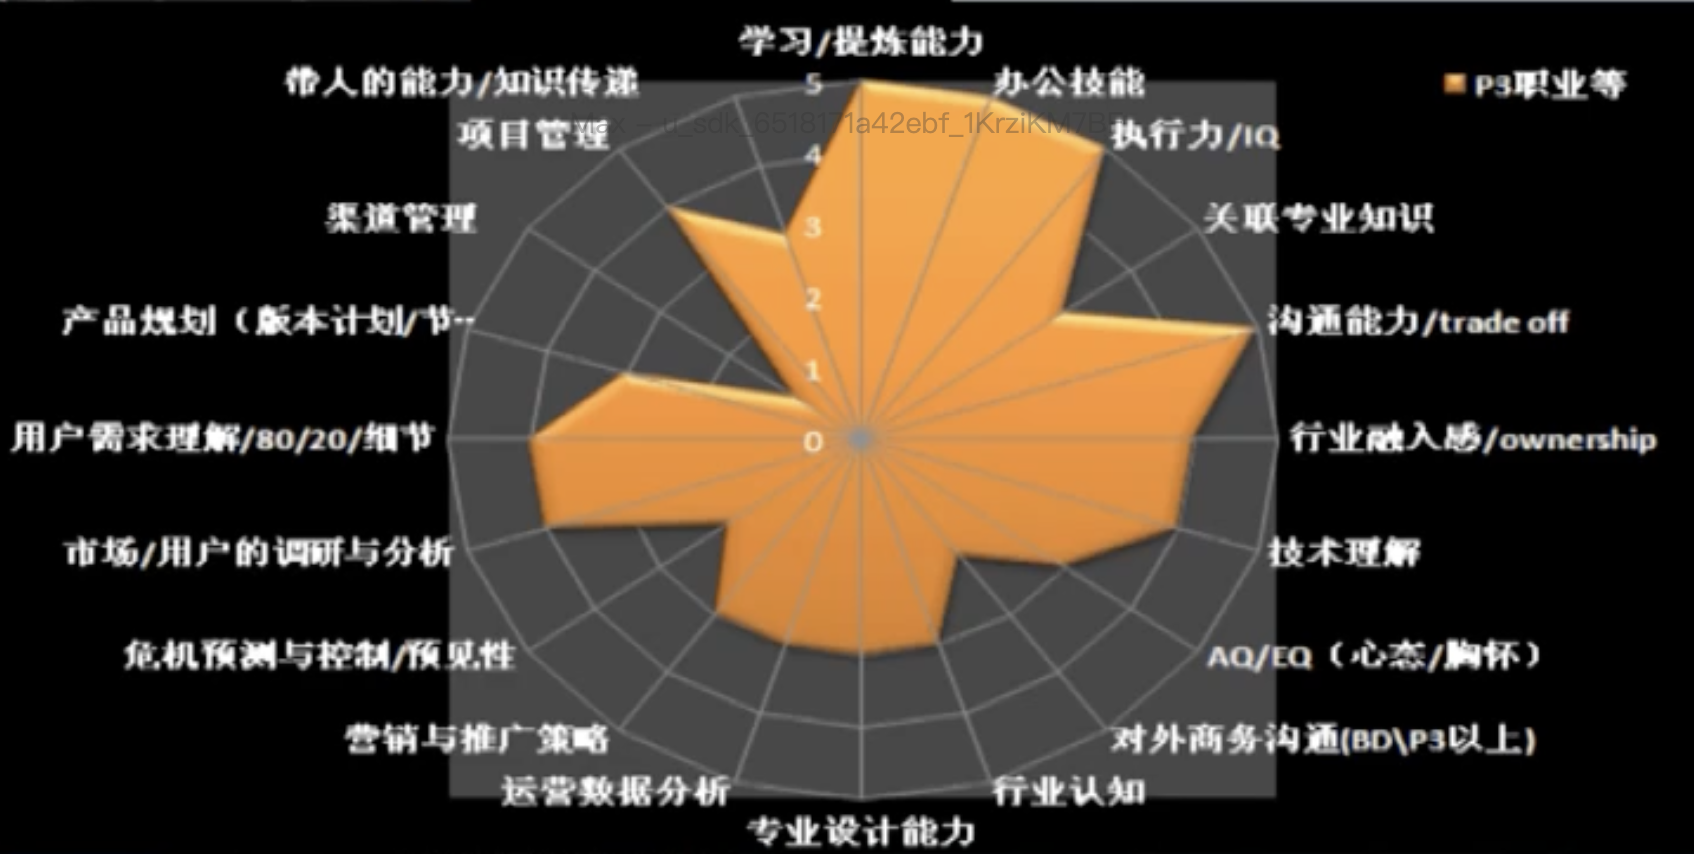 学习/提炼能力
办公技能
执行力/IQ
关联专业知识
沟通能力/trade off
行业融入感/ownership
技术理解
AQ/EQ（心态/胸怀）
对外商务沟通(BD\P3以上)
行业认知
专业设计能力
运营数据分析
营销与推广策略
危机预测与控制/预见性
市场/用户的调研与分析
用户需求理解/80/20/细节
产品规划（版本计划/节...
渠道管理
项目管理
带人的能力/知识传递
5
4
3
2
1
0
P3职业等
u_sdk_6518171a42ebf_1KrziKM7B